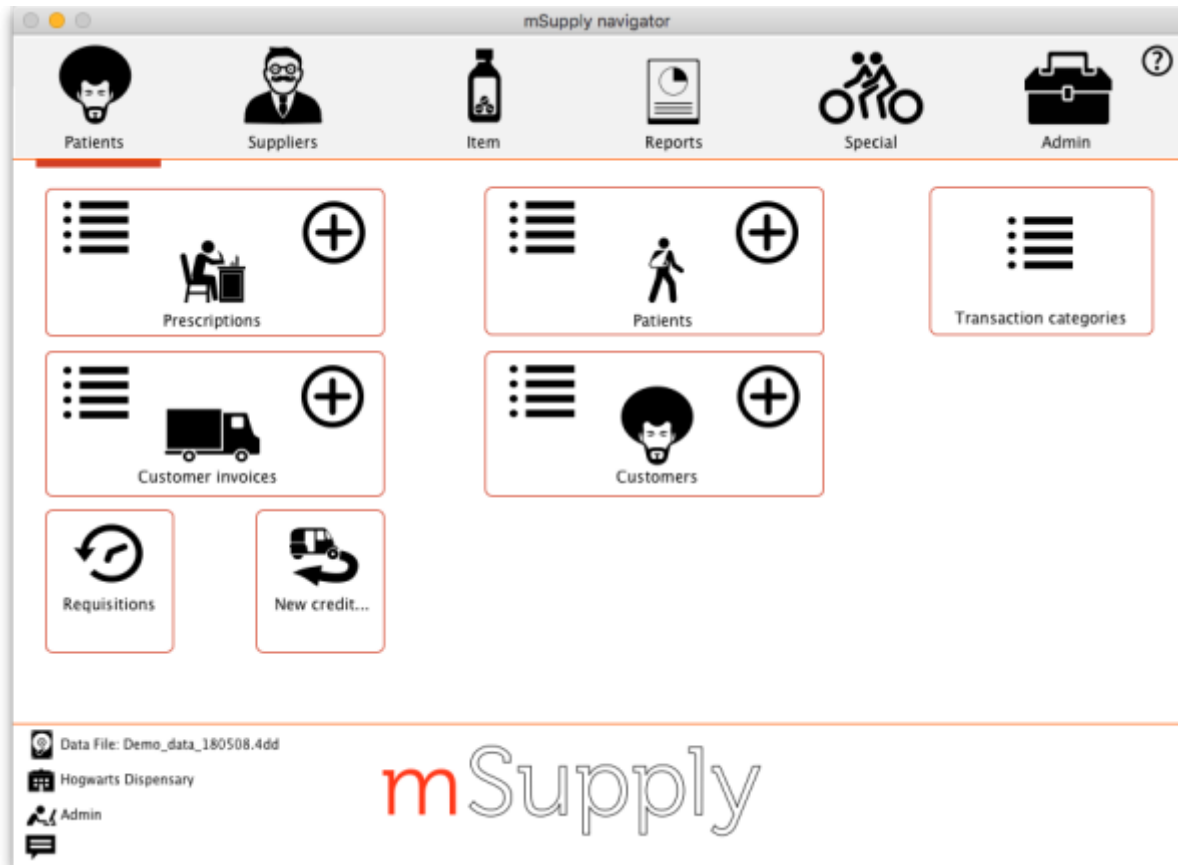 mSupply navigator
?
Patients Suppliers Item Reports Special Admin
Prescriptions Patients Transaction categories
Customer invoices Customers
Requisitions New credit...
Data File: Demo_data_180508.4dd
Hogwarts Dispensary
Admin
mSupply